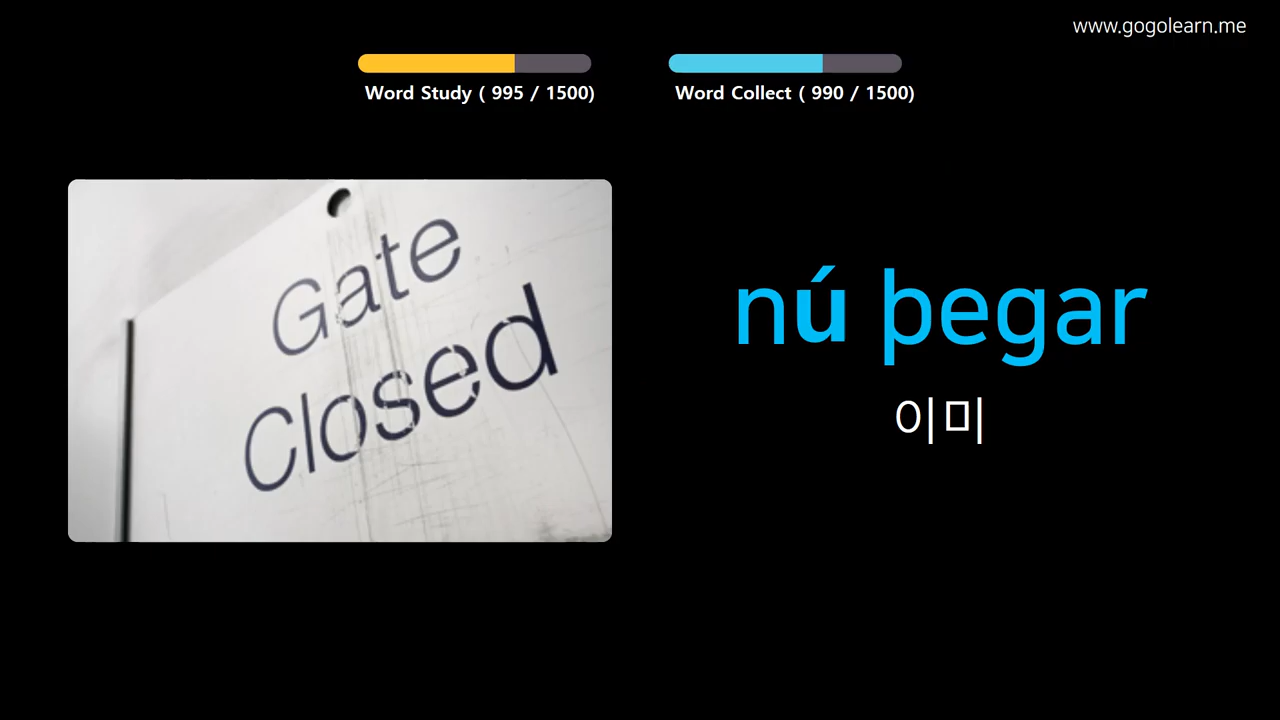 www.gogolearn.me
Word Study ( 995 / 1500)
Word Collect ( 990 / 1500)
Gate
Closed
nú þegar
이미